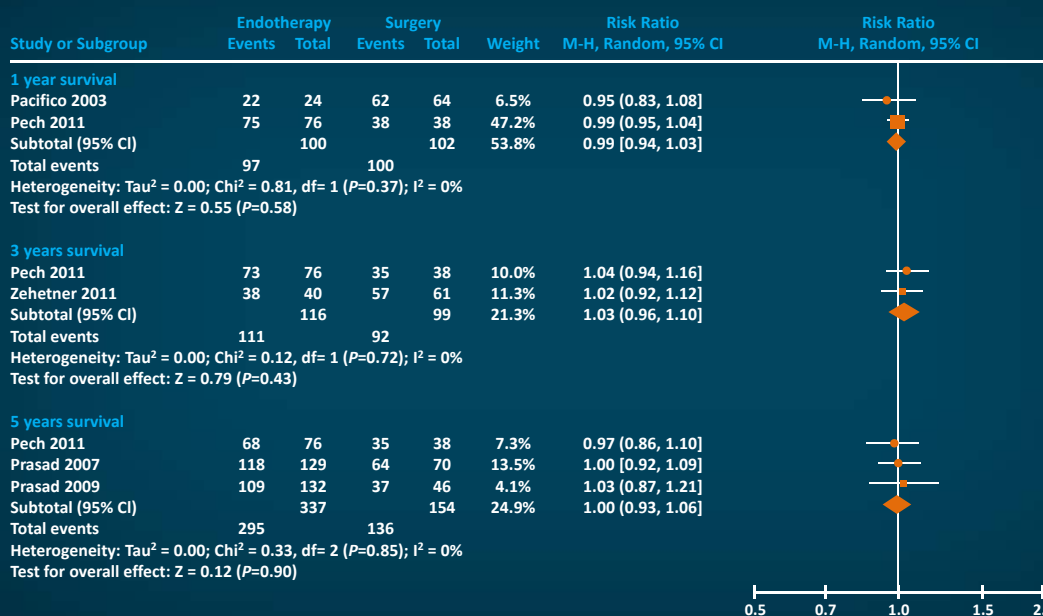 Endotherapy Surgery Risk Ratio Risk Ratio
Study or Subgroup Events Total Events Total Weight M-H, Random, 95% CI M-H, Random, 95% CI
1 year survival
Pacifico 2003 22 24 62 64 6.5% 0.95 (0.83, 1.08]
Pech 2011 75 76 38 38 47.2% 0.99 (0.95, 1.04]
Subtotal (95% Cl) 100 102 53.8% 0.99 [0.94, 1.03]
Total events 97 100
Heterogeneity: Tau² = 0.00; Chi² = 0.81, df= 1 (P=0.37); I² = 0%
Test for overall effect: Z = 0.55 (P=0.58)
3 years survival
Pech 2011 73 76 35 38 10.0% 1.04 (0.94, 1.16]
Zehetner 2011 38 40 57 61 11.3% 1.02 (0.92, 1.12]
Subtotal (95% Cl) 116 99 21.3% 1.03 (0.96, 1.10]
Total events 111 92
Heterogeneity: Tau² = 0.00; Chi² = 0.12, df= 1 (P=0.72); I² = 0%
Test for overall effect: Z = 0.79 (P=0.43)
5 years survival
Pech 2011 68 76 35 38 7.3% 0.97 (0.86, 1.10]
Prasad 2007 118 129 64 70 13.5% 1.00 [0.92, 1.09]
Prasad 2009 109 132 37 46 4.1% 1.03 (0.87, 1.21]
Subtotal (95% Cl) 337 154 24.9% 1.00 (0.93, 1.06]
Total events 295 136
Heterogeneity: Tau² = 0.00; Chi² = 0.33, df= 2 (P=0.85); I² = 0%
Test for overall effect: Z = 0.12 (P=0.90)
0.5 0.7 1.0 1.5